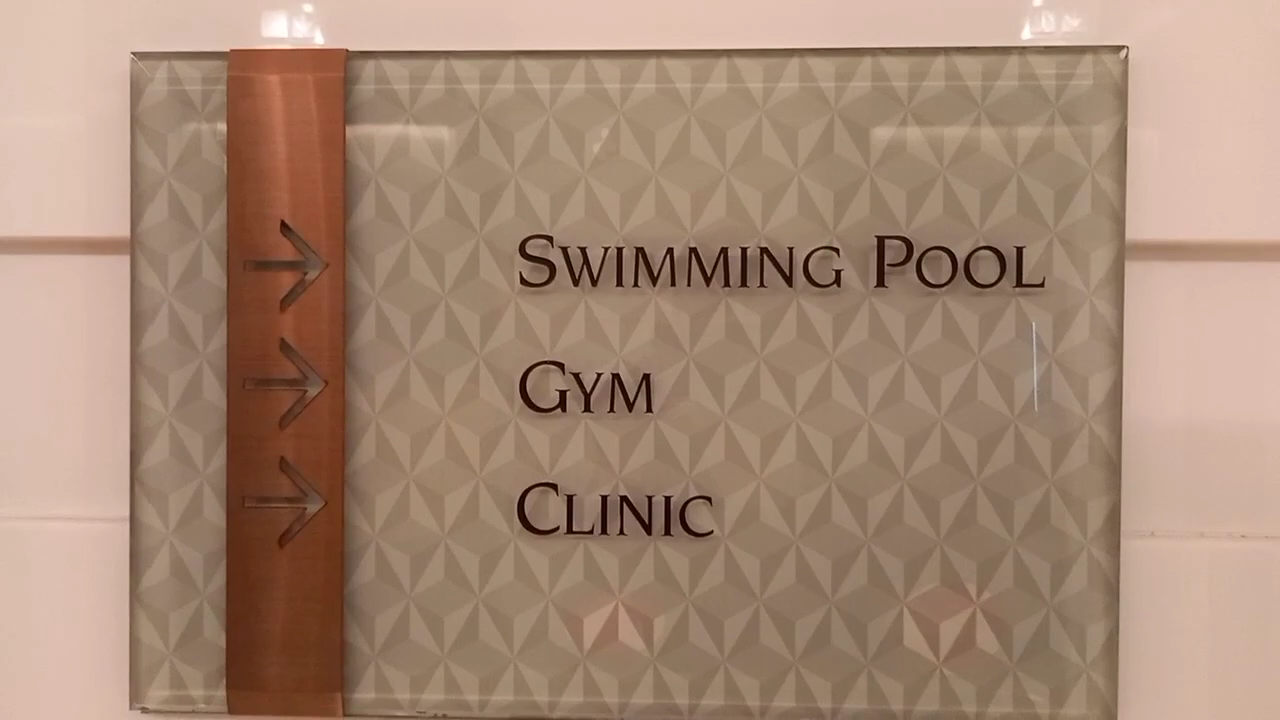 → SWIMMING POOL
→ GYM
→ CLINIC